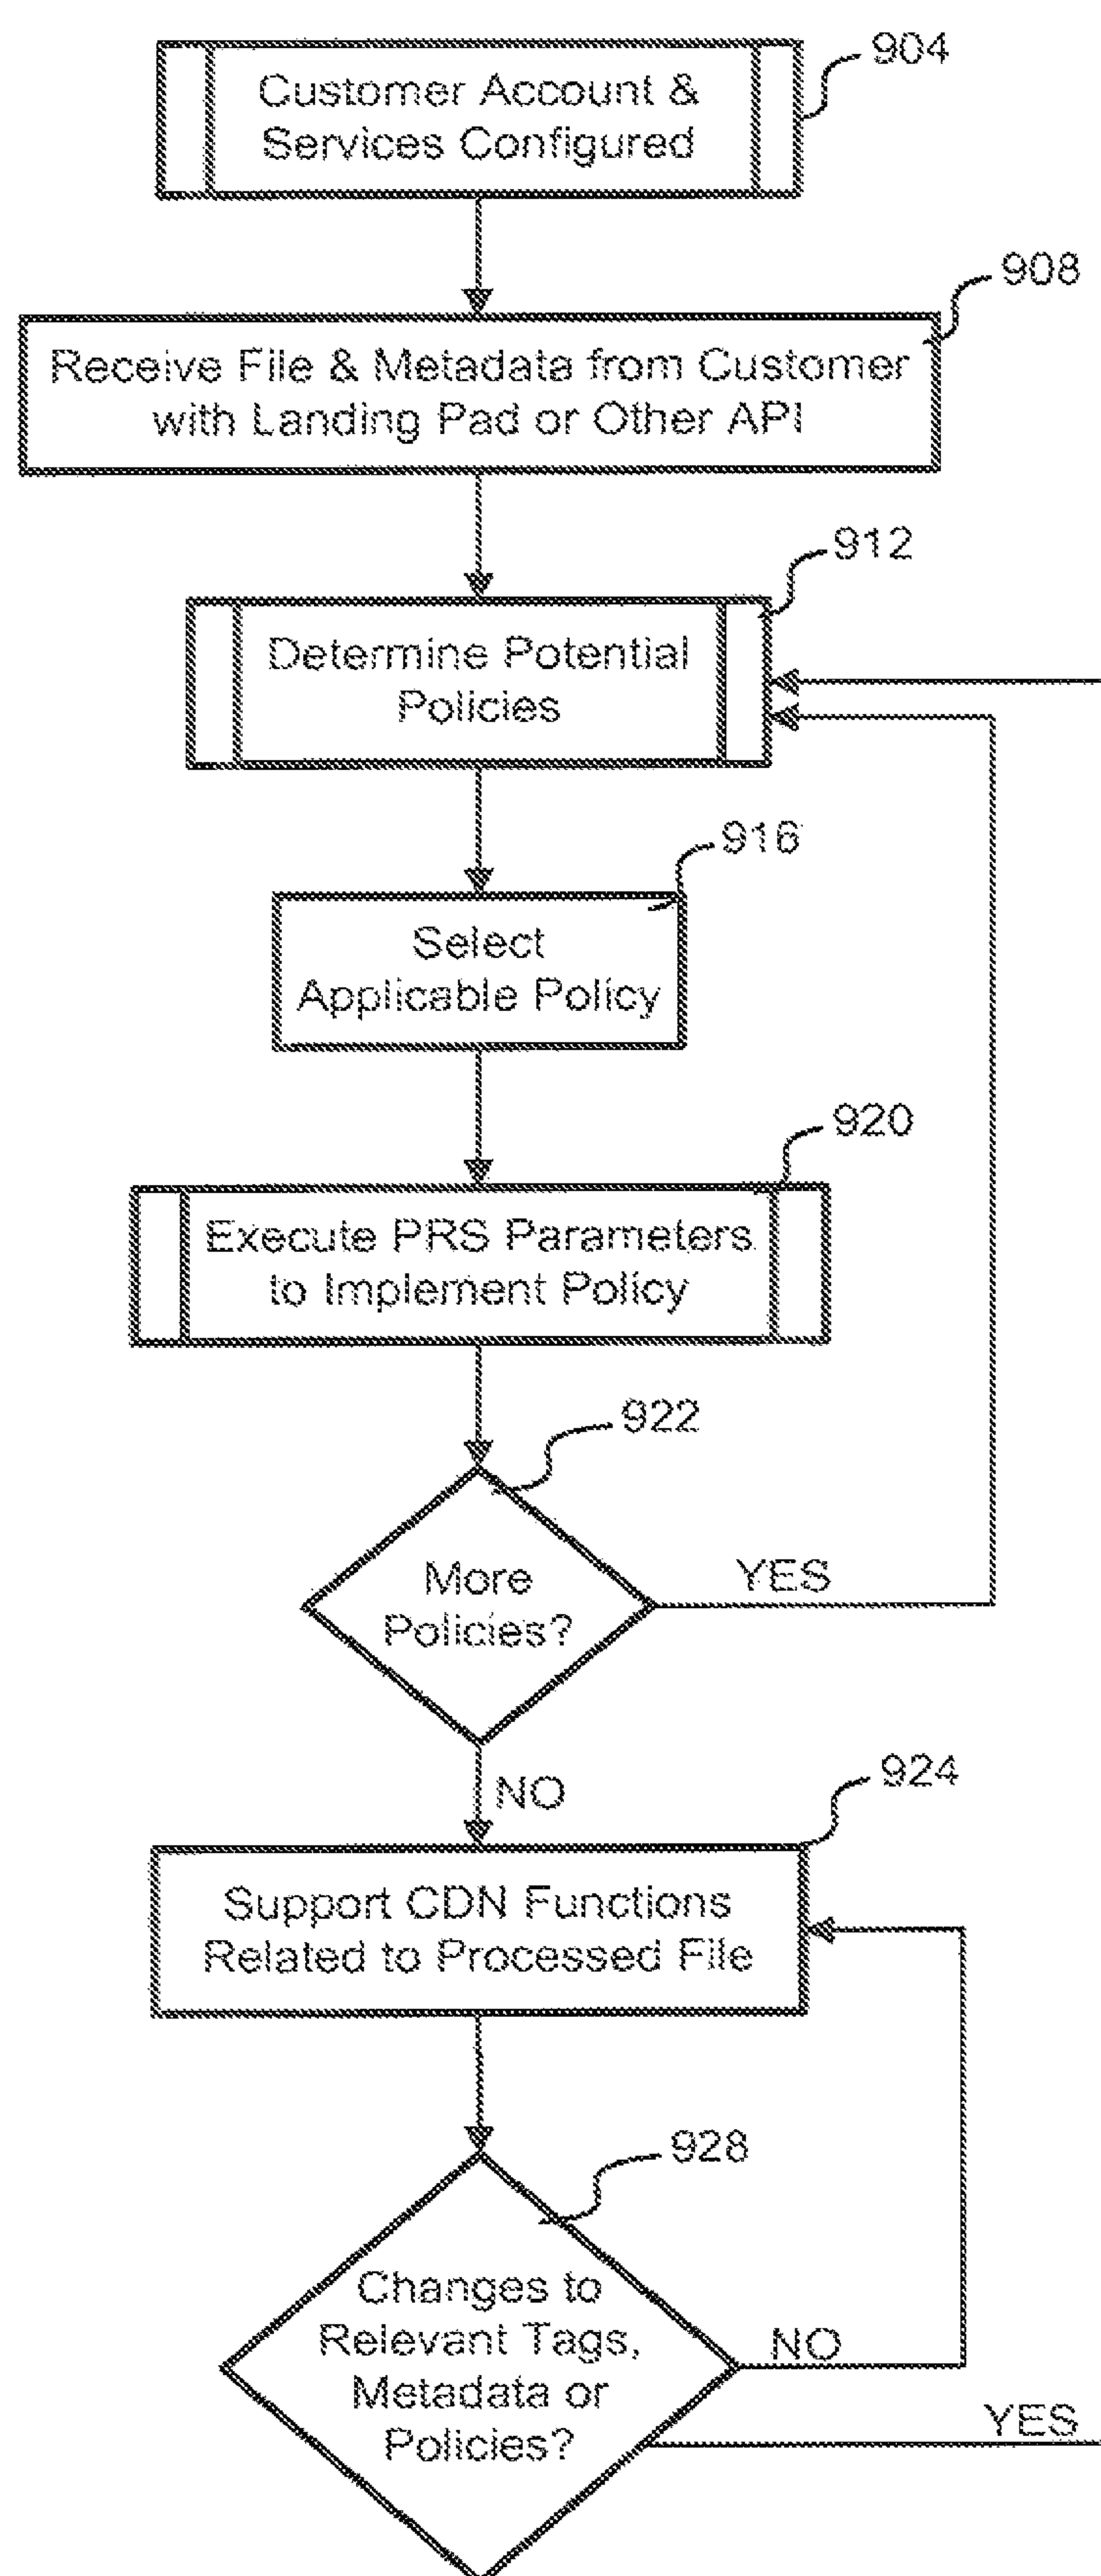 904
Customer Account &
Services Configured
908
Receive File & Metadata from Customer
with Landing Pad or Other API
912
Determine Potential
Policies
916
Select
Applicable Policy
920
Execute PRS Parameters
to Implement Policy
922
More
Policies?
YES
NO
924
Support CDN Functions
Related to Processed File
928
Changes to
Relevant Tags,
Metadata or
Policies?
NO
YES